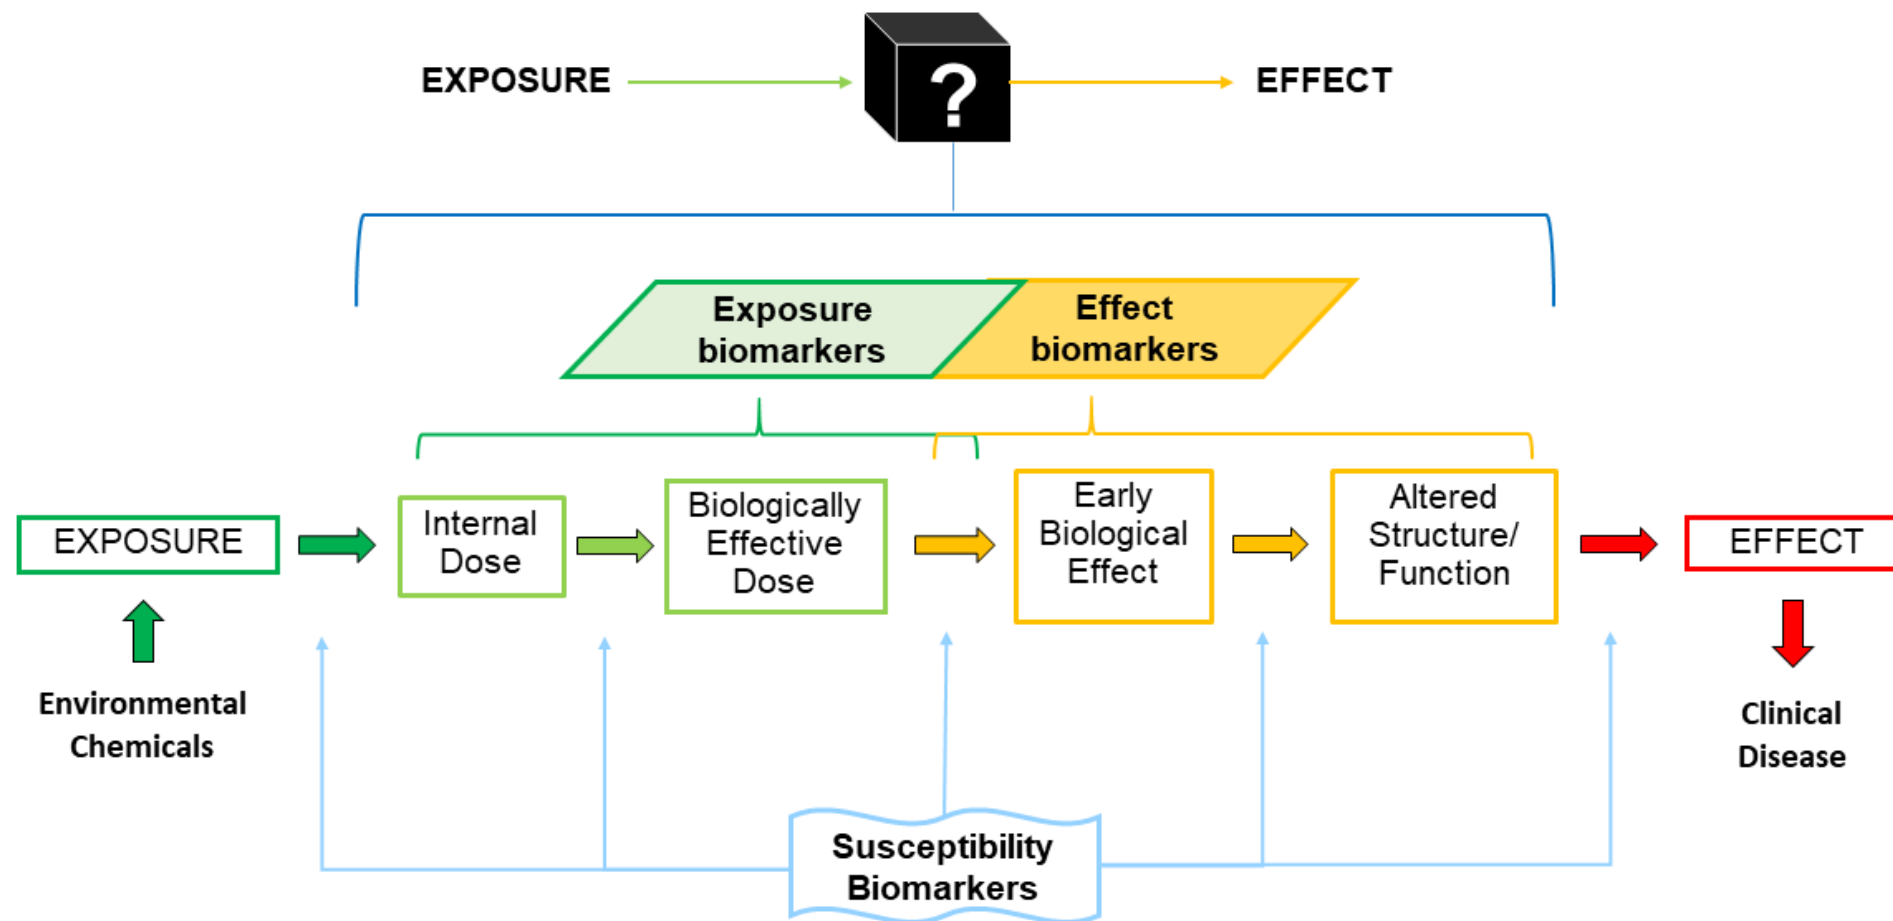 EXPOSURE
?
EFFECT
Exposure
biomarkers
Effect
biomarkers
EXPOSURE
Internal
Dose
Biologically
Effective
Dose
Early
Biological
Effect
Altered
Structure/
Function
EFFECT
Environmental
Chemicals
Clinical
Disease
Susceptibility
Biomarkers